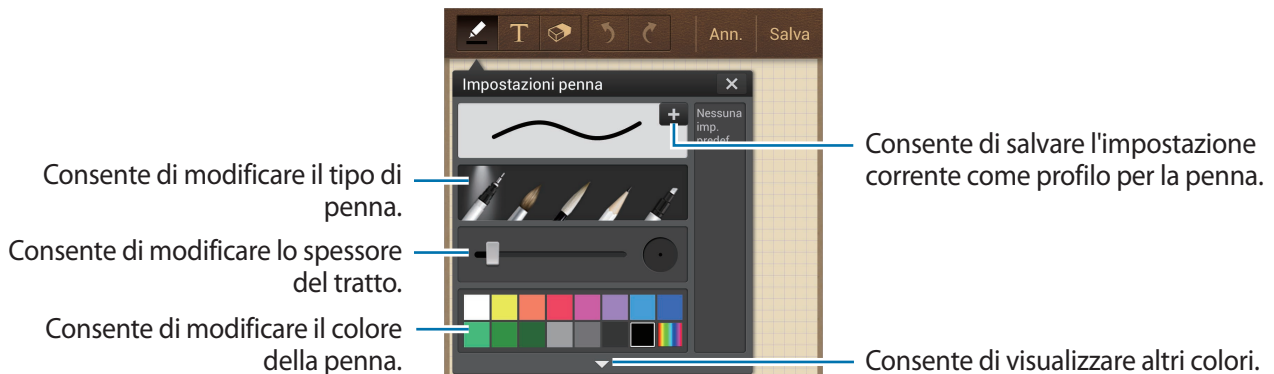 T
Ann.
Salva
Impostazioni penna
Nessuna
imp.
predef.
Consente di salvare l'impostazione
corrente come profilo per la penna.
Consente di modificare il tipo di
penna.
Consente di modificare lo spessore
del tratto.
Consente di modificare il colore
della penna.
Consente di visualizzare altri colori.